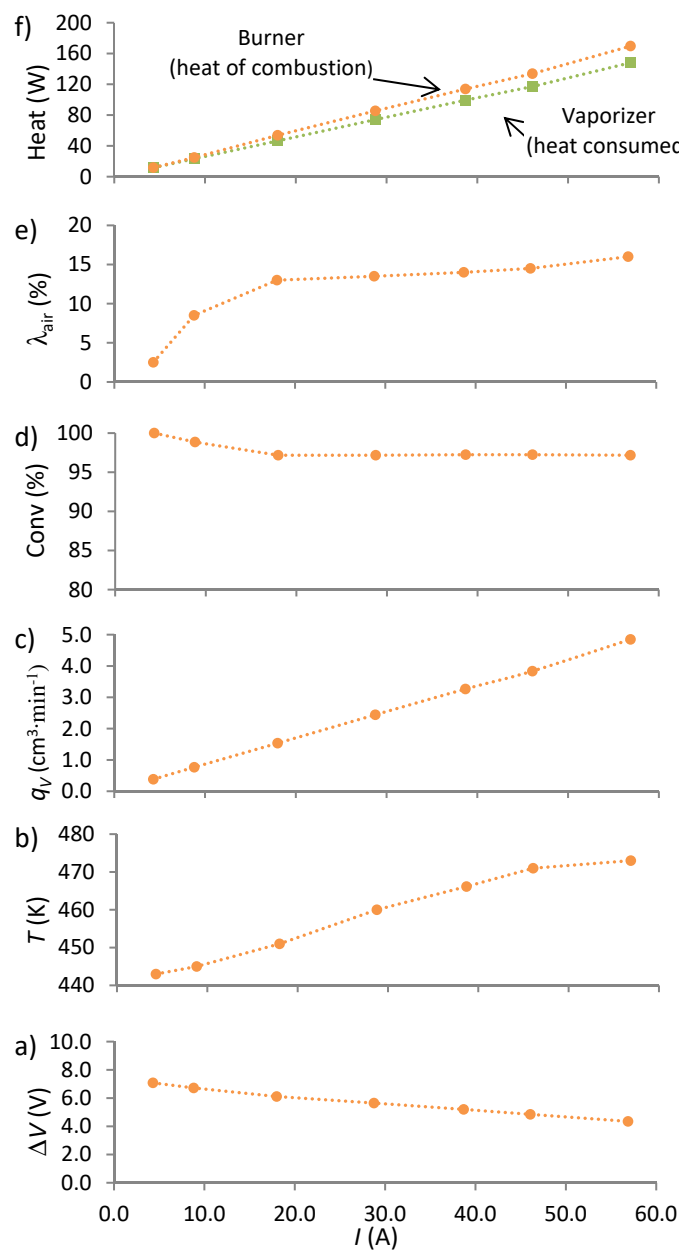 f)
Heat (W)
200
160
120
80
40
0
Burner
(heat of combustion)
Vaporizer
(heat consumed
e)
λair (%)
20
15
10
5
0
d)
Conv (%)
100
95
90
85
80
c)
qV (cm³·min⁻¹)
5.0
4.0
3.0
2.0
1.0
0.0
b)
T (K)
480
470
460
450
440
a)
ΔV (V)
10.0
8.0
6.0
4.0
2.0
0.0
0.0 10.0 20.0 30.0 40.0 50.0 60.0
I (A)